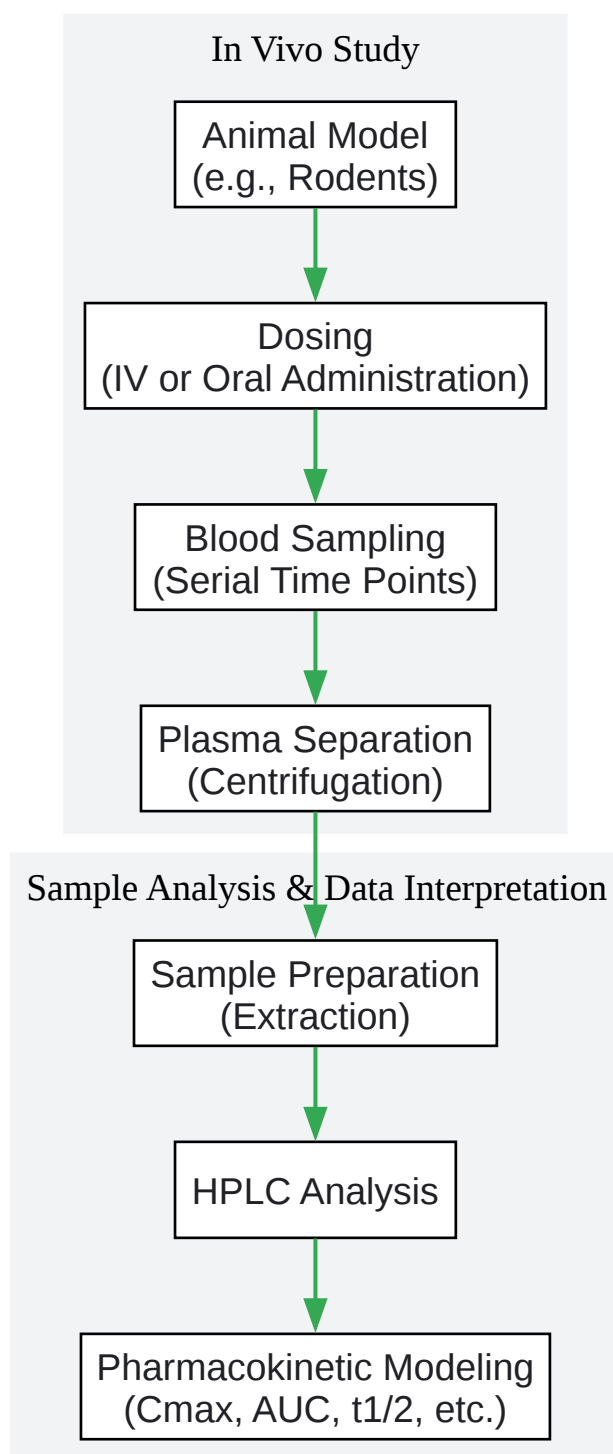 In Vivo Study
Animal Model
(e.g., Rodents)
Dosing
(IV or Oral Administration)
Blood Sampling
(Serial Time Points)
Plasma Separation
(Centrifugation)
Sample Analysis & Data Interpretation
Sample Preparation
(Extraction)
HPLC Analysis
Pharmacokinetic Modeling
(Cmax, AUC, t1/2, etc.)